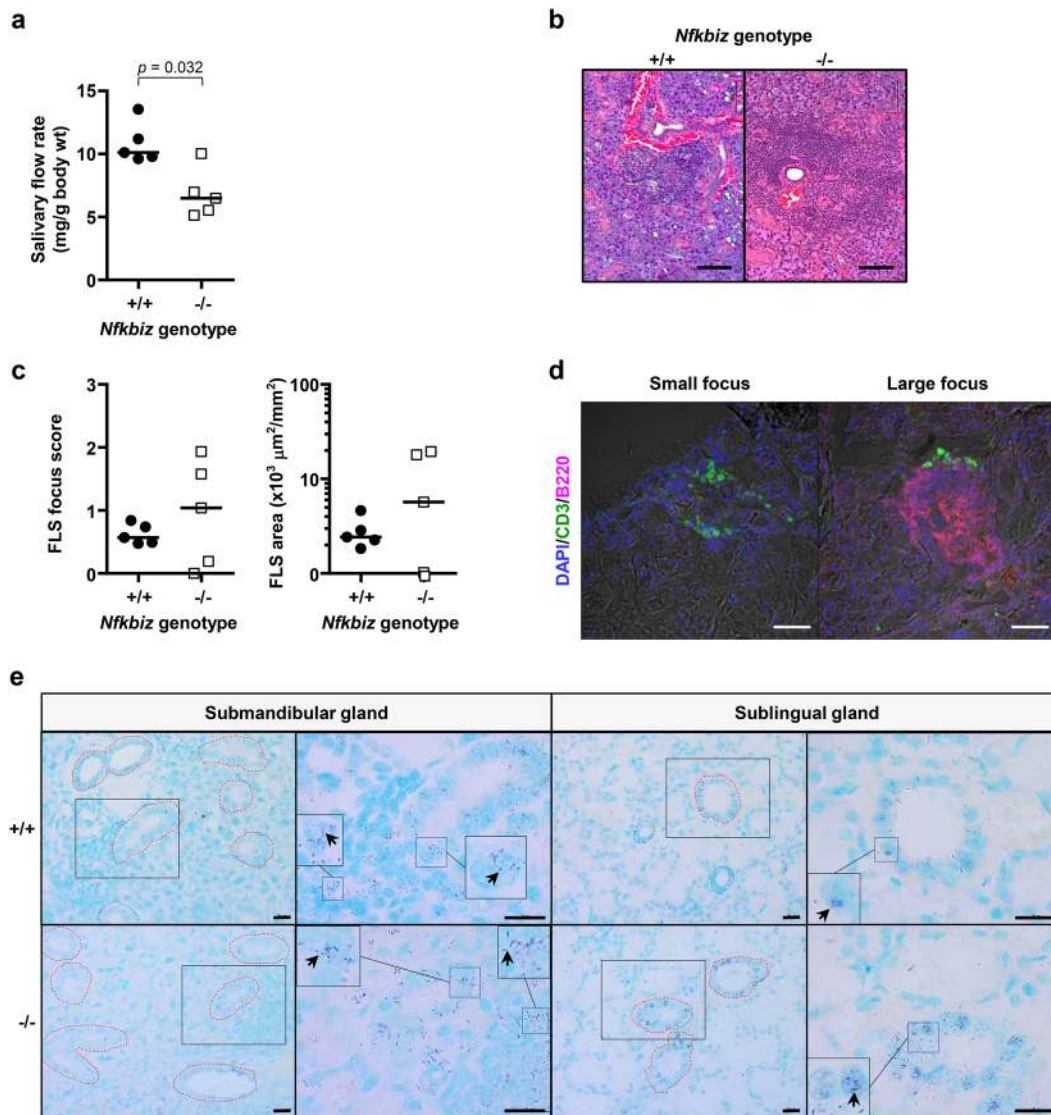 a
p = 0.032
Salivary flow rate
(mg/g body wt)
15
10
5
0
+/+
-/-
Nfkbiz genotype
b
Nfkbiz genotype
+/+
-/-
c
FLS focus score
3
2
1
0
+/+
-/-
Nfkbiz genotype
FLS area (x10³ μm²/mm²)
100
10
0
+/+
-/-
Nfkbiz genotype
d
Small focus
Large focus
DAPI/CD3/B220
e
Submandibular gland
Sublingual gland
+/+
-/-